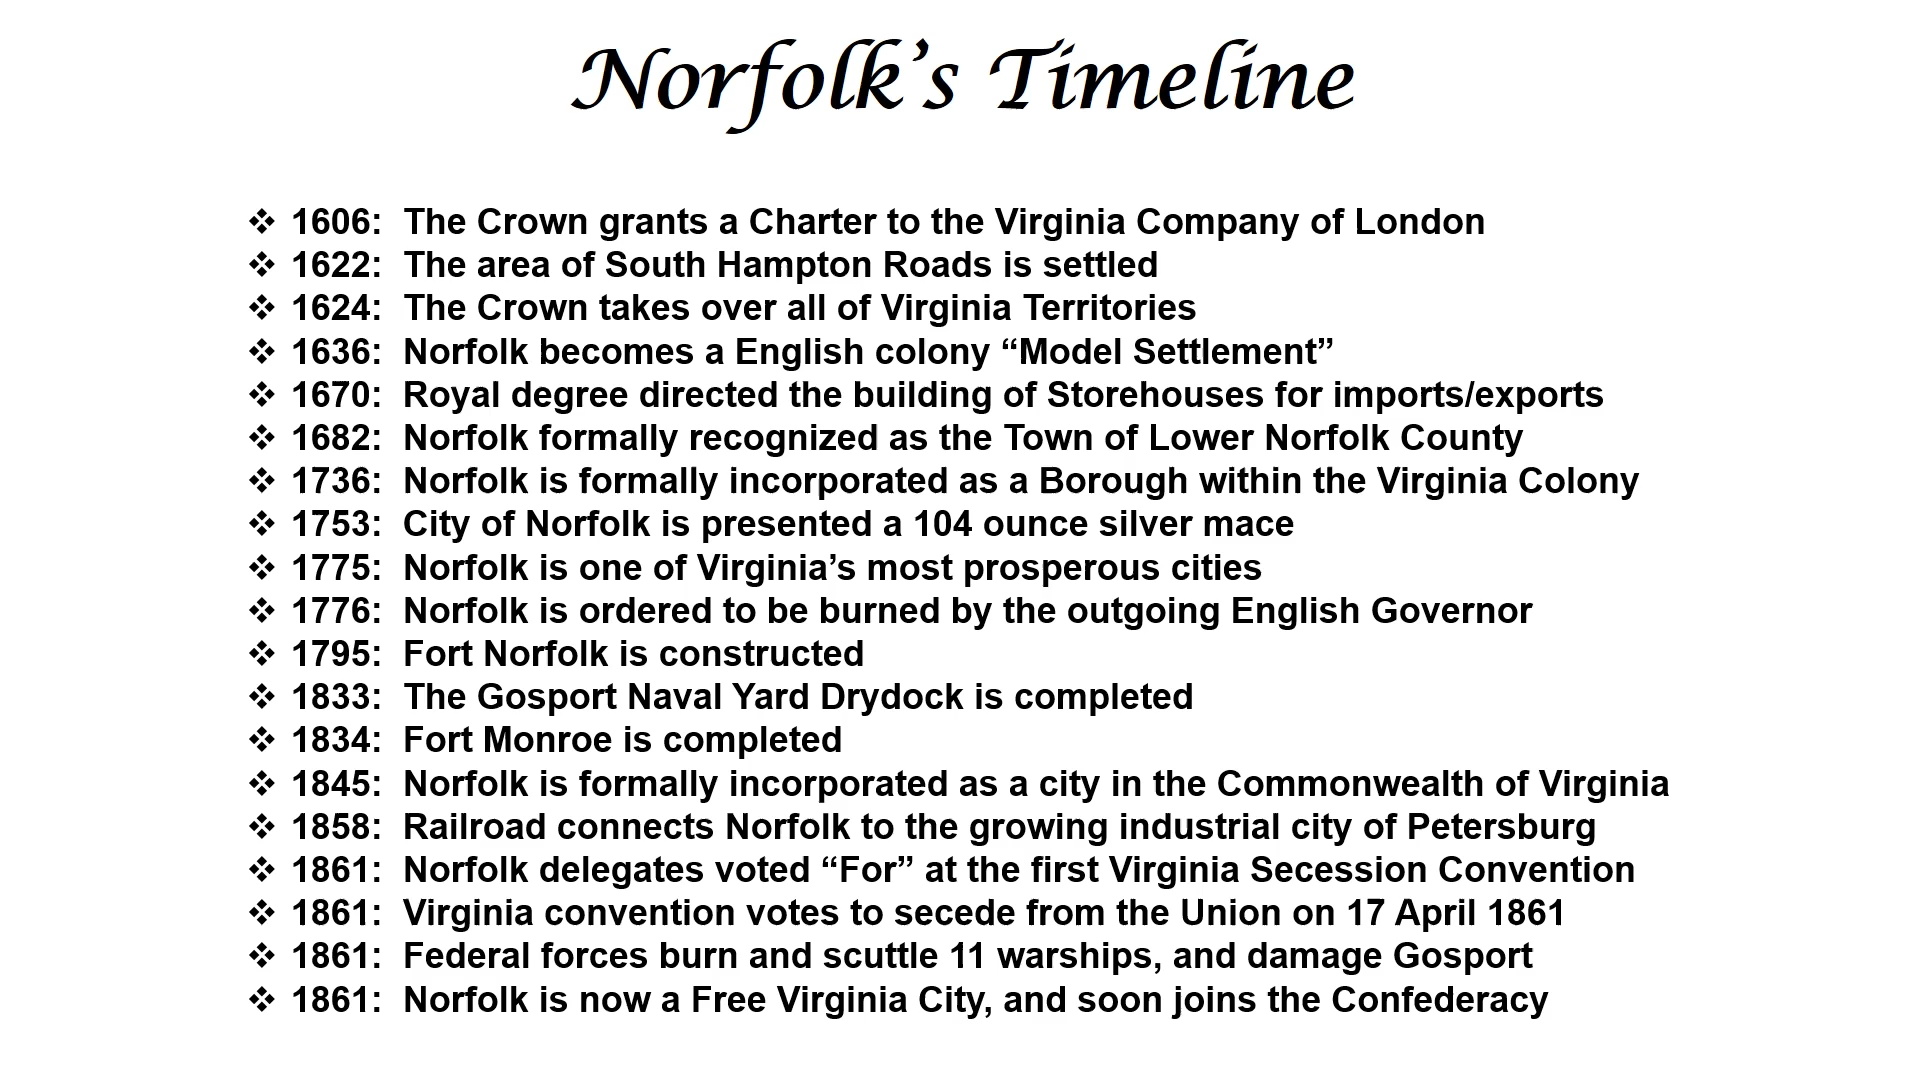 Norfolk’s Timeline
❖ 1606: The Crown grants a Charter to the Virginia Company of London
❖ 1622: The area of South Hampton Roads is settled
❖ 1624: The Crown takes over all of Virginia Territories
❖ 1636: Norfolk becomes a English colony “Model Settlement”
❖ 1670: Royal degree directed the building of Storehouses for imports/exports
❖ 1682: Norfolk formally recognized as the Town of Lower Norfolk County
❖ 1736: Norfolk is formally incorporated as a Borough within the Virginia Colony
❖ 1753: City of Norfolk is presented a 104 ounce silver mace
❖ 1775: Norfolk is one of Virginia’s most prosperous cities
❖ 1776: Norfolk is ordered to be burned by the outgoing English Governor
❖ 1795: Fort Norfolk is constructed
❖ 1833: The Gosport Naval Yard Drydock is completed
❖ 1834: Fort Monroe is completed
❖ 1845: Norfolk is formally incorporated as a city in the Commonwealth of Virginia
❖ 1858: Railroad connects Norfolk to the growing industrial city of Petersburg
❖ 1861: Norfolk delegates voted “For” at the first Virginia Secession Convention
❖ 1861: Virginia convention votes to secede from the Union on 17 April 1861
❖ 1861: Federal forces burn and scuttle 11 warships, and damage Gosport
❖ 1861: Norfolk is now a Free Virginia City, and soon joins the Confederacy